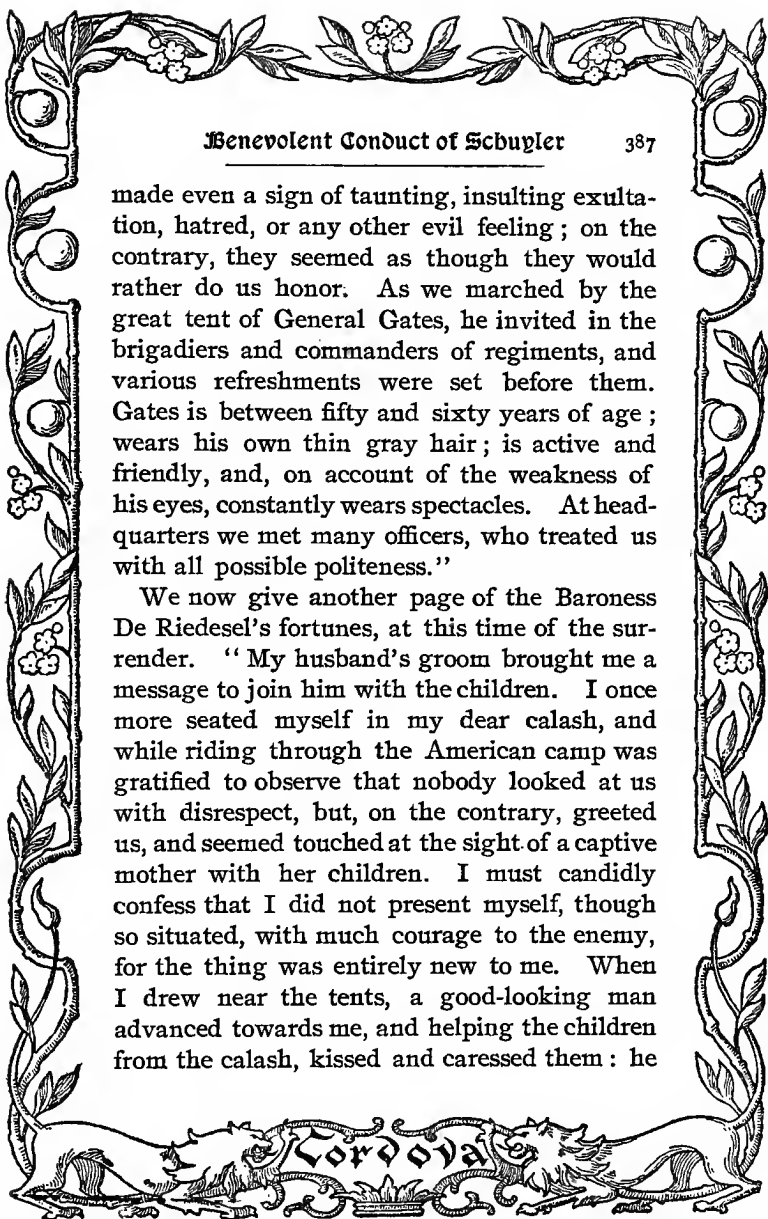 Benevolent Conduct of Schuyler 387
made even a sign of taunting, insulting exulta-
tion, hatred, or any other evil feeling ; on the
contrary, they seemed as though they would
rather do us honor. As we marched by the
great tent of General Gates, he invited in the
brigadiers and commanders of regiments, and
various refreshments were set before them.
Gates is between fifty and sixty years of age ;
wears his own thin gray hair ; is active and
friendly, and, on account of the weakness of
his eyes, constantly wears spectacles. At head-
quarters we met many officers, who treated us
with all possible politeness.”
We now give another page of the Baroness
De Riedesel’s fortunes, at this time of the sur-
render. “ My husband’s groom brought me a
message to join him with the children. I once
more seated myself in my dear calash, and
while riding through the American camp was
gratified to observe that nobody looked at us
with disrespect, but, on the contrary, greeted
us, and seemed touched at the sight of a captive
mother with her children. I must candidly
confess that I did not present myself, though
so situated, with much courage to the enemy,
for the thing was entirely new to me. When
I drew near the tents, a good-looking man
advanced towards me, and helping the children
from the calash, kissed and caressed them : he
Cordova